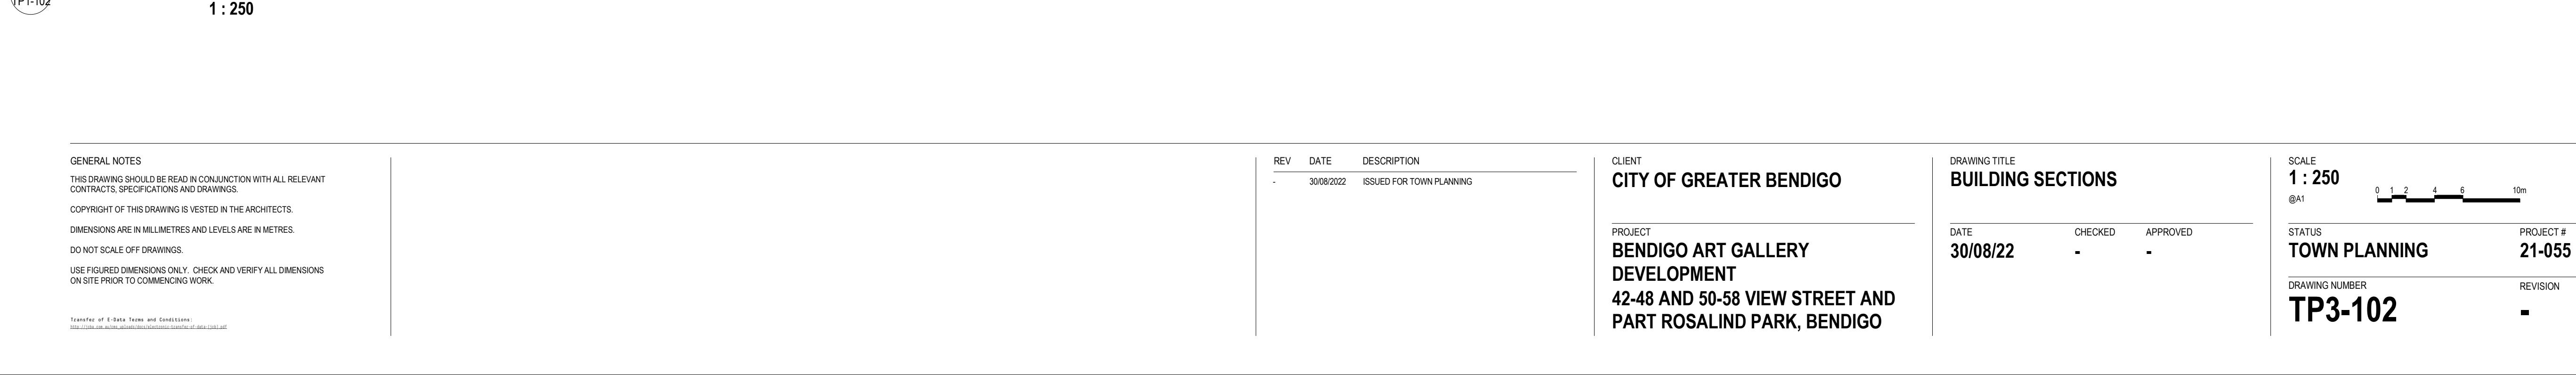 TP1-102
1 : 250
GENERAL NOTES
THIS DRAWING SHOULD BE READ IN CONJUNCTION WITH ALL RELEVANT
CONTRACTS, SPECIFICATIONS AND DRAWINGS.
COPYRIGHT OF THIS DRAWING IS VESTED IN THE ARCHITECTS.
DIMENSIONS ARE IN MILLIMETRES AND LEVELS ARE IN METRES.
DO NOT SCALE OFF DRAWINGS.
USE FIGURED DIMENSIONS ONLY. CHECK AND VERIFY ALL DIMENSIONS
ON SITE PRIOR TO COMMENCING WORK.
Transfer of E-Data Terms and Conditions:
REV DATE DESCRIPTION
- 30/08/2022 ISSUED FOR TOWN PLANNING
CLIENT
CITY OF GREATER BENDIGO
PROJECT
BENDIGO ART GALLERY
DEVELOPMENT
42-48 AND 50-58 VIEW STREET AND
PART ROSALIND PARK, BENDIGO
DRAWING TITLE
BUILDING SECTIONS
DATE CHECKED APPROVED
30/08/22 - -
SCALE
1 : 250
@A1
0 1 2 4 6 10m
STATUS PROJECT #
TOWN PLANNING 21-055
DRAWING NUMBER REVISION
TP3-102 -